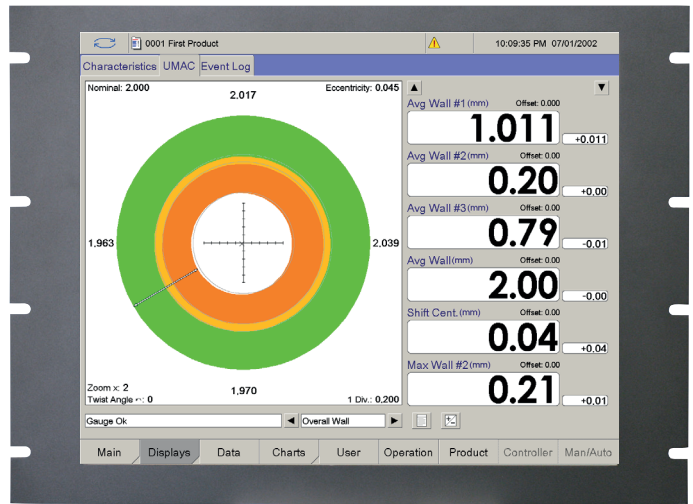 0001 First Product
10:09:35 PM 07/01/2002
Characteristics UMAC Event Log
Nominal: 2.000
2.017
Eccentricity: 0.045
1,963
2,039
Zoom x: 2
Twist Angle: 0
1,970
1 Div.: 0,200
Avg Wall #1(mm) Offset: 0.000
1.011 +0.011
Avg Wall #2(mm) Offset: 0.00
0.20 +0,00
Avg Wall #3(mm) Offset: 0.00
0.79 -0,01
Avg Wall(mm) Offset: 0.00
2.00 -0,00
Shift Cent.(mm) Offset: 0.00
0.04 +0,04
Max Wall #2(mm) Offset: 0.00
0.21 +0,01
Gauge Ok
Overall Wall
Main Displays Data Charts User Operation Product Controller Man/Auto